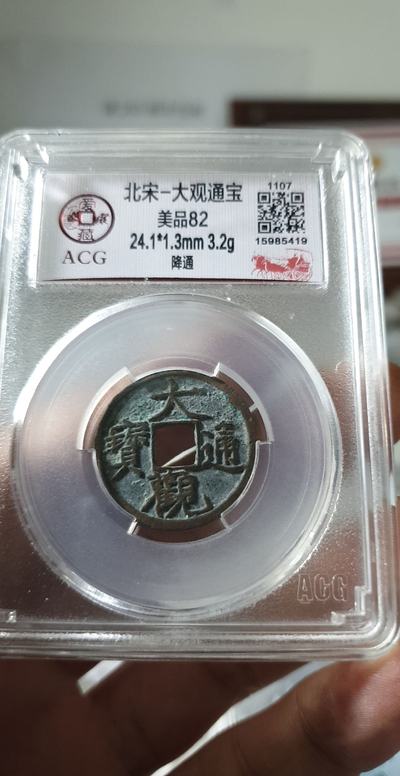 北宋-大观通宝
1107
美品82
24.1*1.3mm 3.2g
降通
15985419
ACG
大
觀
通
寶
ACG